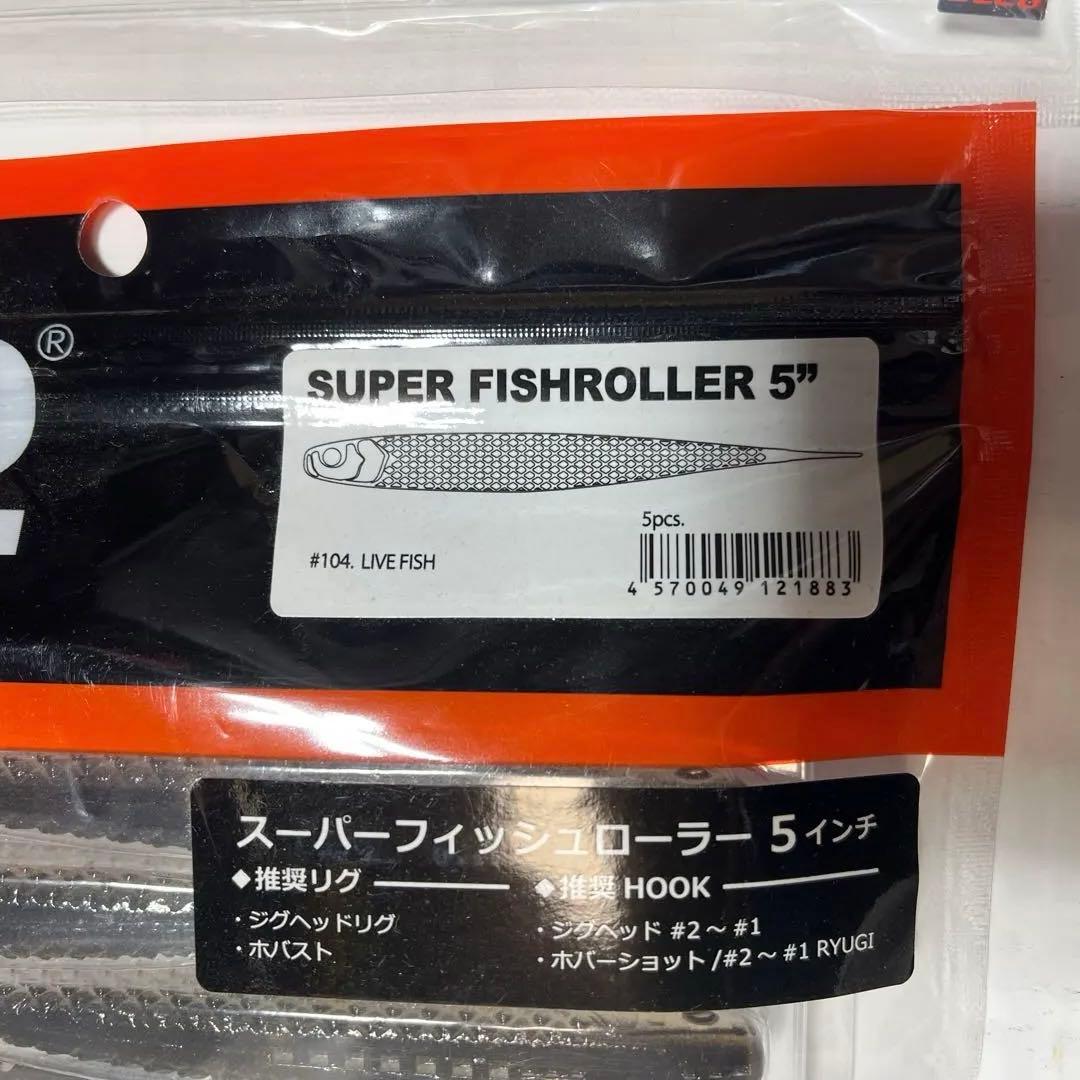 ®
SUPER FISHROLLER 5”
5pcs.
#104. LIVE FISH
4 570049 121883
スーパーフィッシュローラー 5インチ
◆推奨リグ
・ジグヘッドリグ
・ホバスト
◆推奨 HOOK
・ジグヘッド #2～#1
・ホバーショット/#2～#1 RYUGI